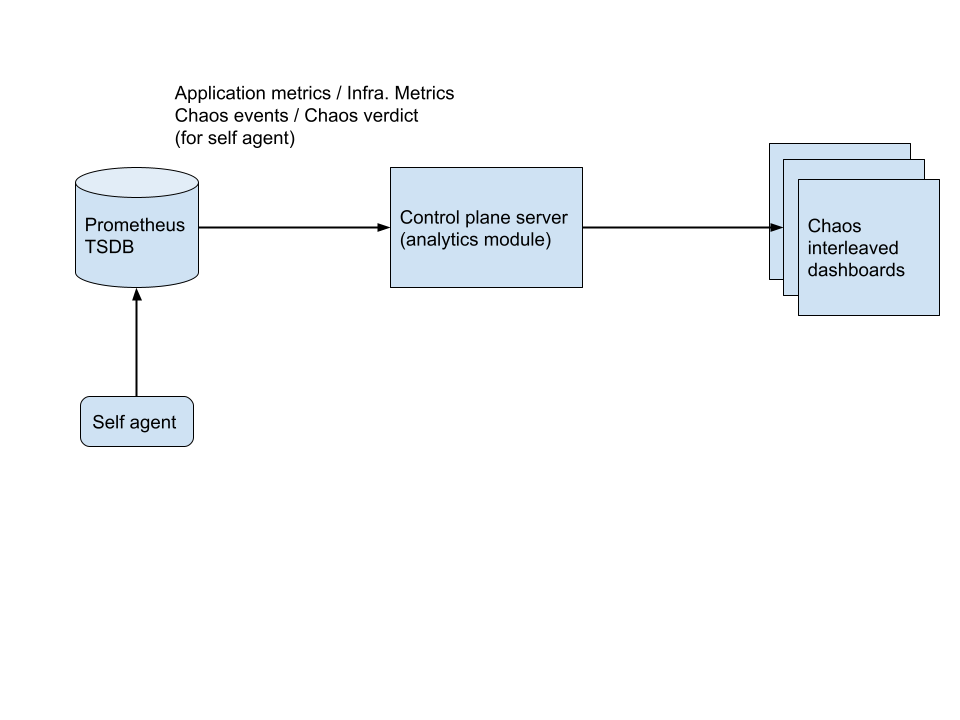 Application metrics / Infra. Metrics
Chaos events / Chaos verdict
(for self agent)
Prometheus
TSDB
Control plane server
(analytics module)
Chaos
interleaved
dashboards
Self agent